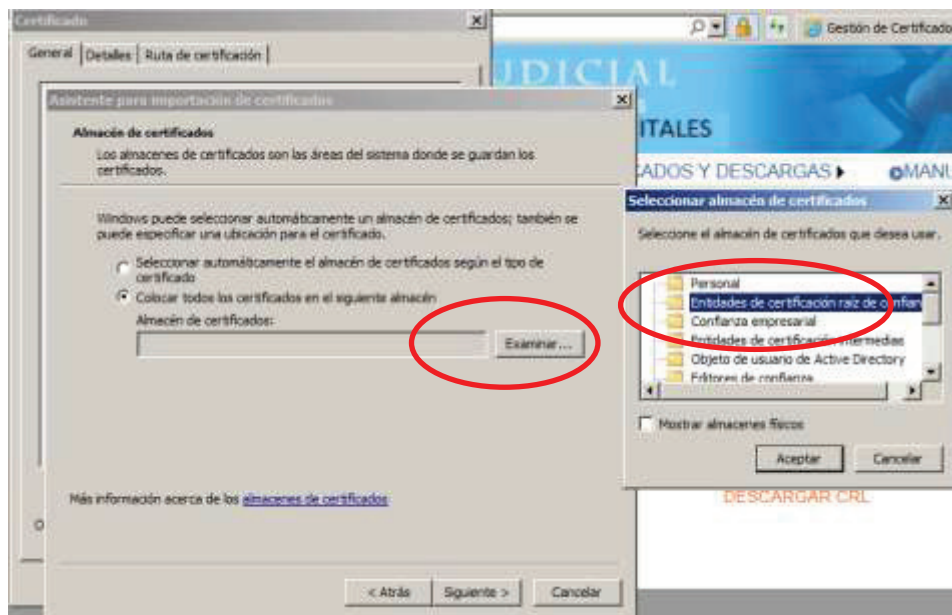 Certificado
General
Detalles
Ruta de certificación
Asistente para importación de certificados
Almacén de certificados
Los almacenes de certificados son las áreas del sistema donde se guardan los
certificados.
Windows puede seleccionar automáticamente un almacén de certificados; también se
puede especificar una ubicación para el certificado.
Seleccionar automáticamente el almacén de certificados según el tipo de
certificado
Colocar todos los certificados en el siguiente almacén
Almacén de certificados:
Examinar...
Más información acerca de los almacenes de certificados
< Atrás
Siguiente >
Cancelar
Gestión de Certificado
JUDICIAL
ITALES
CADOS Y DESCARGAS
MANU
Seleccionar almacén de certificados
Seleccione el almacén de certificados que desea usar.
Personal
Entidades de certificación raíz de confian
Confianza empresarial
Entidades de certificación intermedias
Objeto de usuario de Active Directory
Editores de confianza
Mostrar almacenes físicos
Aceptar
Cancelar
DESCARGAR CRL